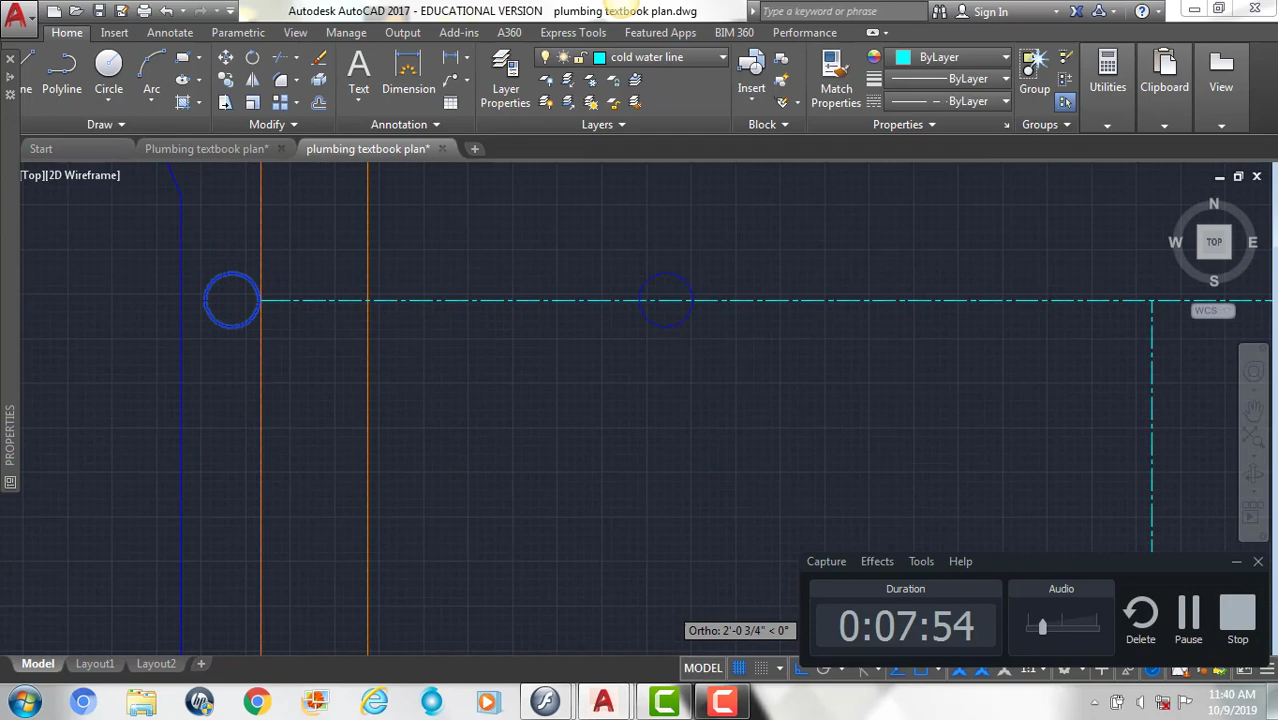 Autodesk AutoCAD 2017 - EDUCATIONAL VERSION plumbing textbook plan.dwg
Type a keyword or phrase
Sign In
Home Insert Annotate Parametric View Manage Output Add-ins A360 Express Tools Featured Apps BIM 360 Performance
cold water line
ByLayer
ByLayer
ByLayer
Polyline Circle Arc
Text Dimension
Layer Properties
Insert
Match Properties
Group
Utilities
Clipboard
View
Draw Modify Annotation Layers Block Properties Groups
Start Plumbing textbook plan* plumbing textbook plan*
[Top][2D Wireframe]
N
W TOP E
S
WCS
PROPERTIES
Capture Effects Tools Help
Duration
Audio
0:07:54
Delete Pause Stop
Ortho: 2'-0 3/4" < 0°
Model Layout1 Layout2
MODEL
1:1
11:40 AM
10/9/2019